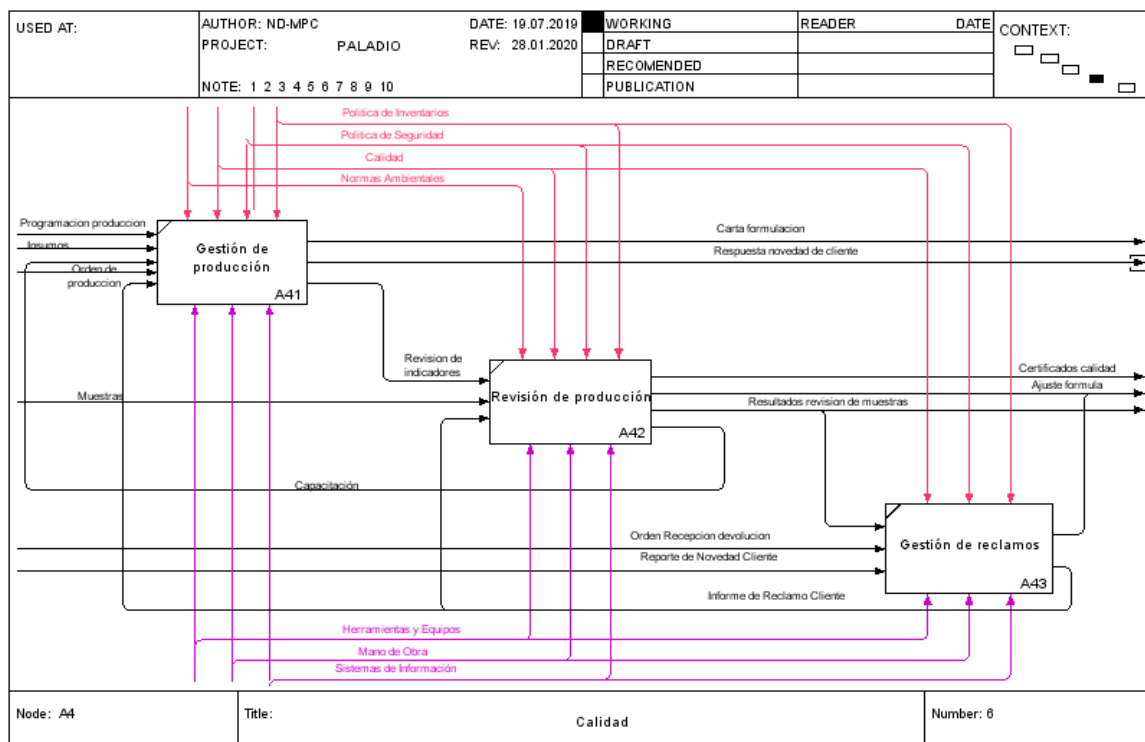 USED AT:
AUTHOR: ND-MPC
DATE: 19.07.2019
PROJECT: PALADIO
REV: 28.01.2020
NOTE: 1 2 3 4 5 6 7 8 9 10
WORKING
DRAFT
RECOMENDED
PUBLICATION
READER
DATE
CONTEXT:
Politica de Inventarios
Politica de Seguridad
Calidad
Normas Ambientales
Programacion produccion
Insumos
Orden de
produccion
Gestión de
producción
A41
Carta formulacion
Respuesta novedad de cliente
Revision de
indicadores
Muestras
Revisión de producción
A42
Certificados calidad
Ajuste formula
Resultados revision de muestras
Capacitación
Orden Recepcion devolucion
Reporte de Novedad Cliente
Gestión de reclamos
A43
Informe de Reclamo Cliente
Herramientas y Equipos
Mano de Obra
Sistemas de Información
Node: A4
Title:
Calidad
Number: 6